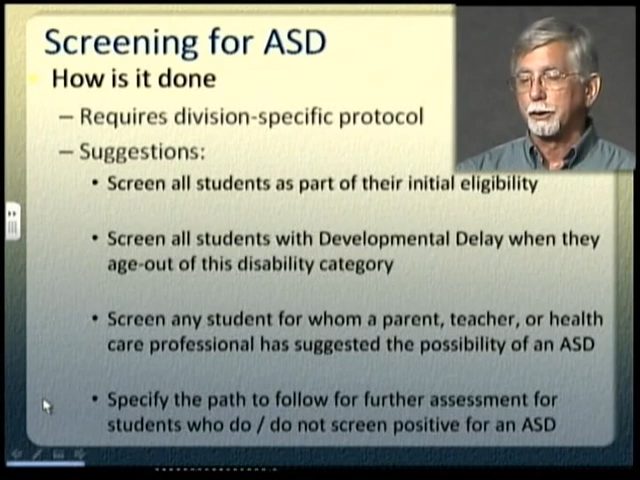 Screening for ASD
How is it done
– Requires division-specific protocol
– Suggestions:
• Screen all students as part of their initial eligibility
• Screen all students with Developmental Delay when they
age-out of this disability category
• Screen any student for whom a parent, teacher, or health
care professional has suggested the possibility of an ASD
• Specify the path to follow for further assessment for
students who do / do not screen positive for an ASD